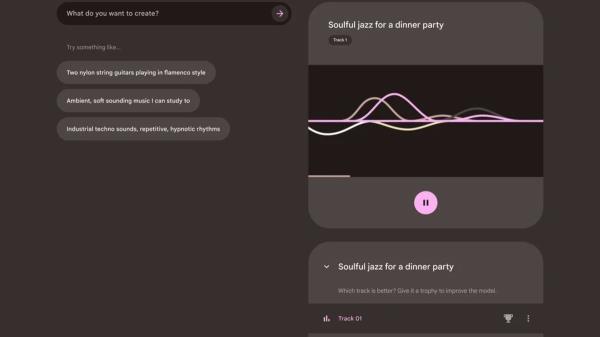 What do you want to create?
Try something like...
Two nylon string guitars playing in flamenco style
Ambient, soft sounding music I can study to
Industrial techno sounds, repetitive, hypnotic rhythms
Soulful jazz for a dinner party
Track 1
Soulful jazz for a dinner party
Which track is better? Give it a trophy to improve the model.
Track 01